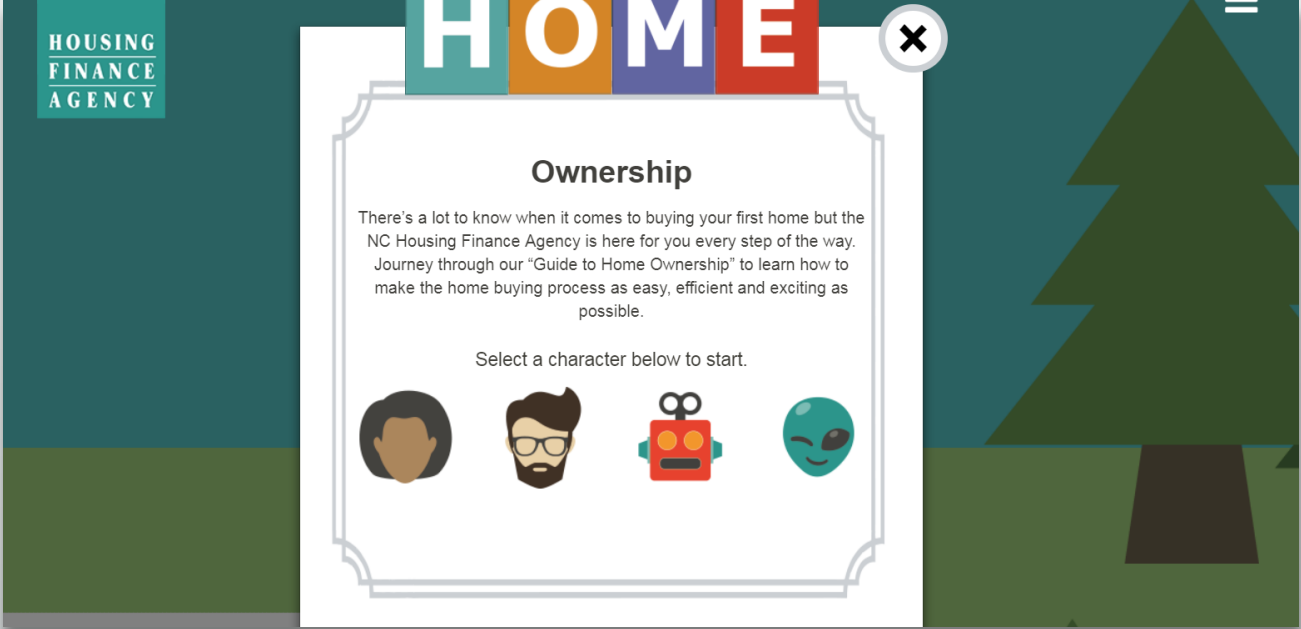 HOME
HOUSING
FINANCE
AGENCY
Ownership
There’s a lot to know when it comes to buying your first home but the
NC Housing Finance Agency is here for you every step of the way.
Journey through our “Guide to Home Ownership” to learn how to
make the home buying process as easy, efficient and exciting as
possible.
Select a character below to start.